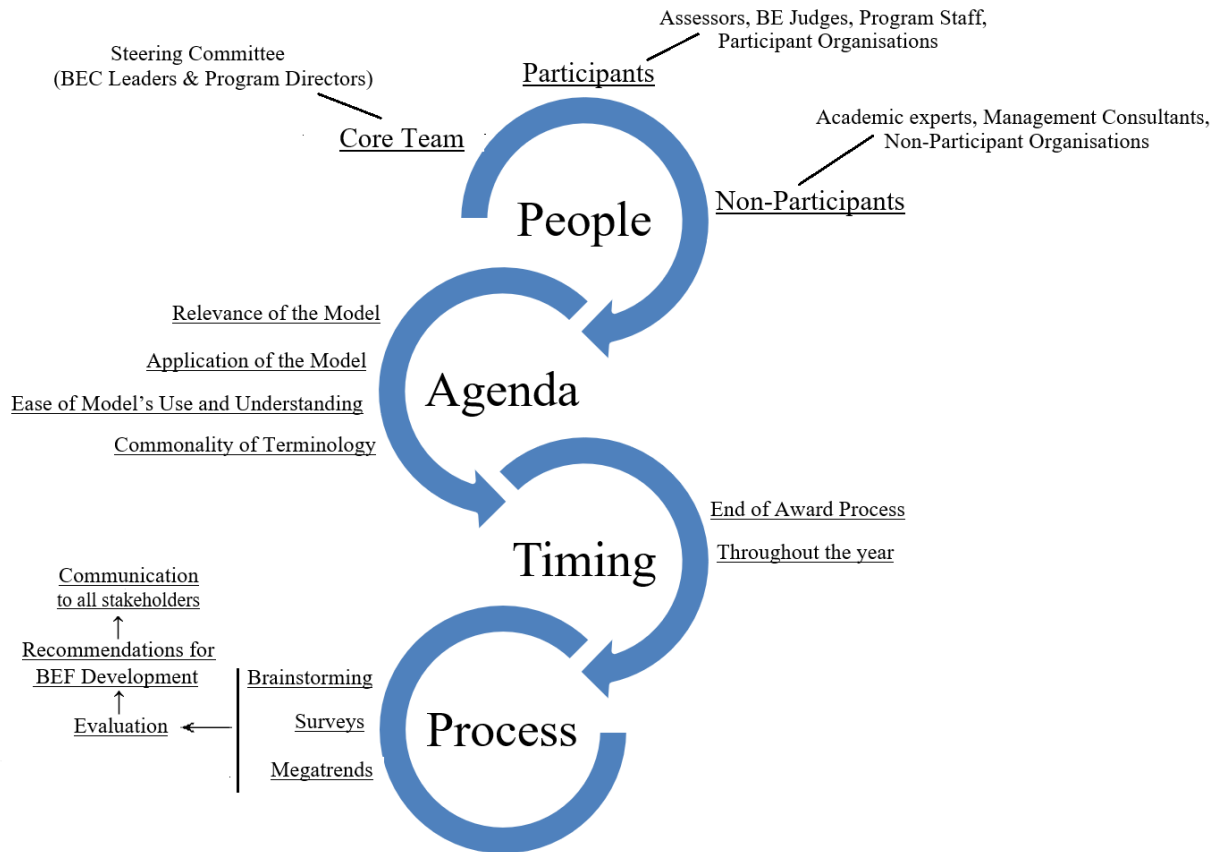 Assessors, BE Judges, Program Staff,
Participant Organisations
Steering Committee
(BEC Leaders & Program Directors)
Participants
Core Team
Academic experts, Management Consultants,
Non-Participant Organisations
Non-Participants
People
Relevance of the Model
Application of the Model
Ease of Model’s Use and Understanding
Commonality of Terminology
Agenda
End of Award Process
Throughout the year
Timing
Communication
to all stakeholders
Recommendations for
BEF Development
Evaluation
Brainstorming
Surveys
Megatrends
Process